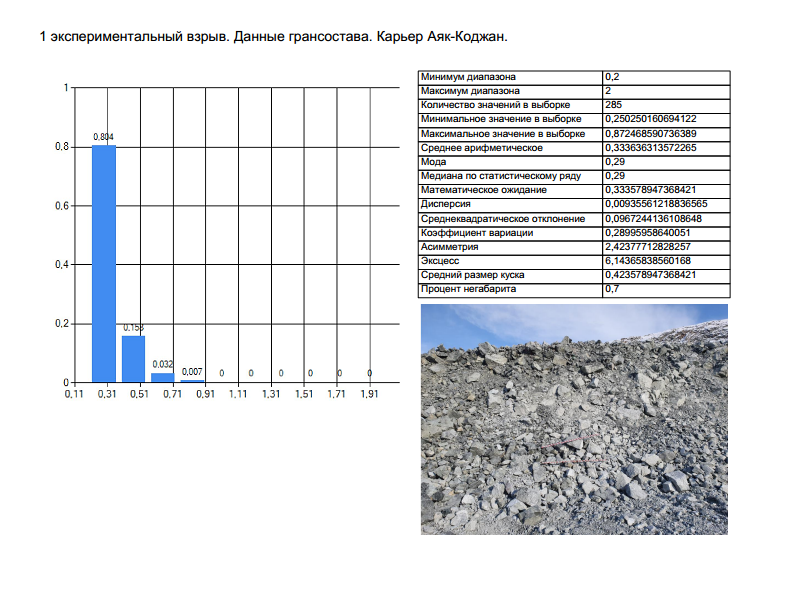 1 экспериментальный взрыв. Данные грансостава. Карьер Аяк-Коджан.
1
0,8
0,6
0,4
0,2
0
0,804
0,158
0,032
0,007
0
0
0
0
0
0
0,11 0,31 0,51 0,71 0,91 1,11 1,31 1,51 1,71 1,91
Минимум диапазона 0,2
Максимум диапазона 2
Количество значений в выборке 285
Минимальное значение в выборке 0,250250160694122
Максимальное значение в выборке 0,872468590736389
Среднее арифметическое 0,333636313572265
Мода 0,29
Медиана по статистическому ряду 0,29
Математическое ожидание 0,333578947368421
Дисперсия 0,00935561218836565
Среднеквадратическое отклонение 0,0967244136108648
Коэффициент вариации 0,28995958640051
Асимметрия 2,42377712828257
Эксцесс 6,14365838560168
Средний размер куска 0,423578947368421
Процент негабарита 0,7